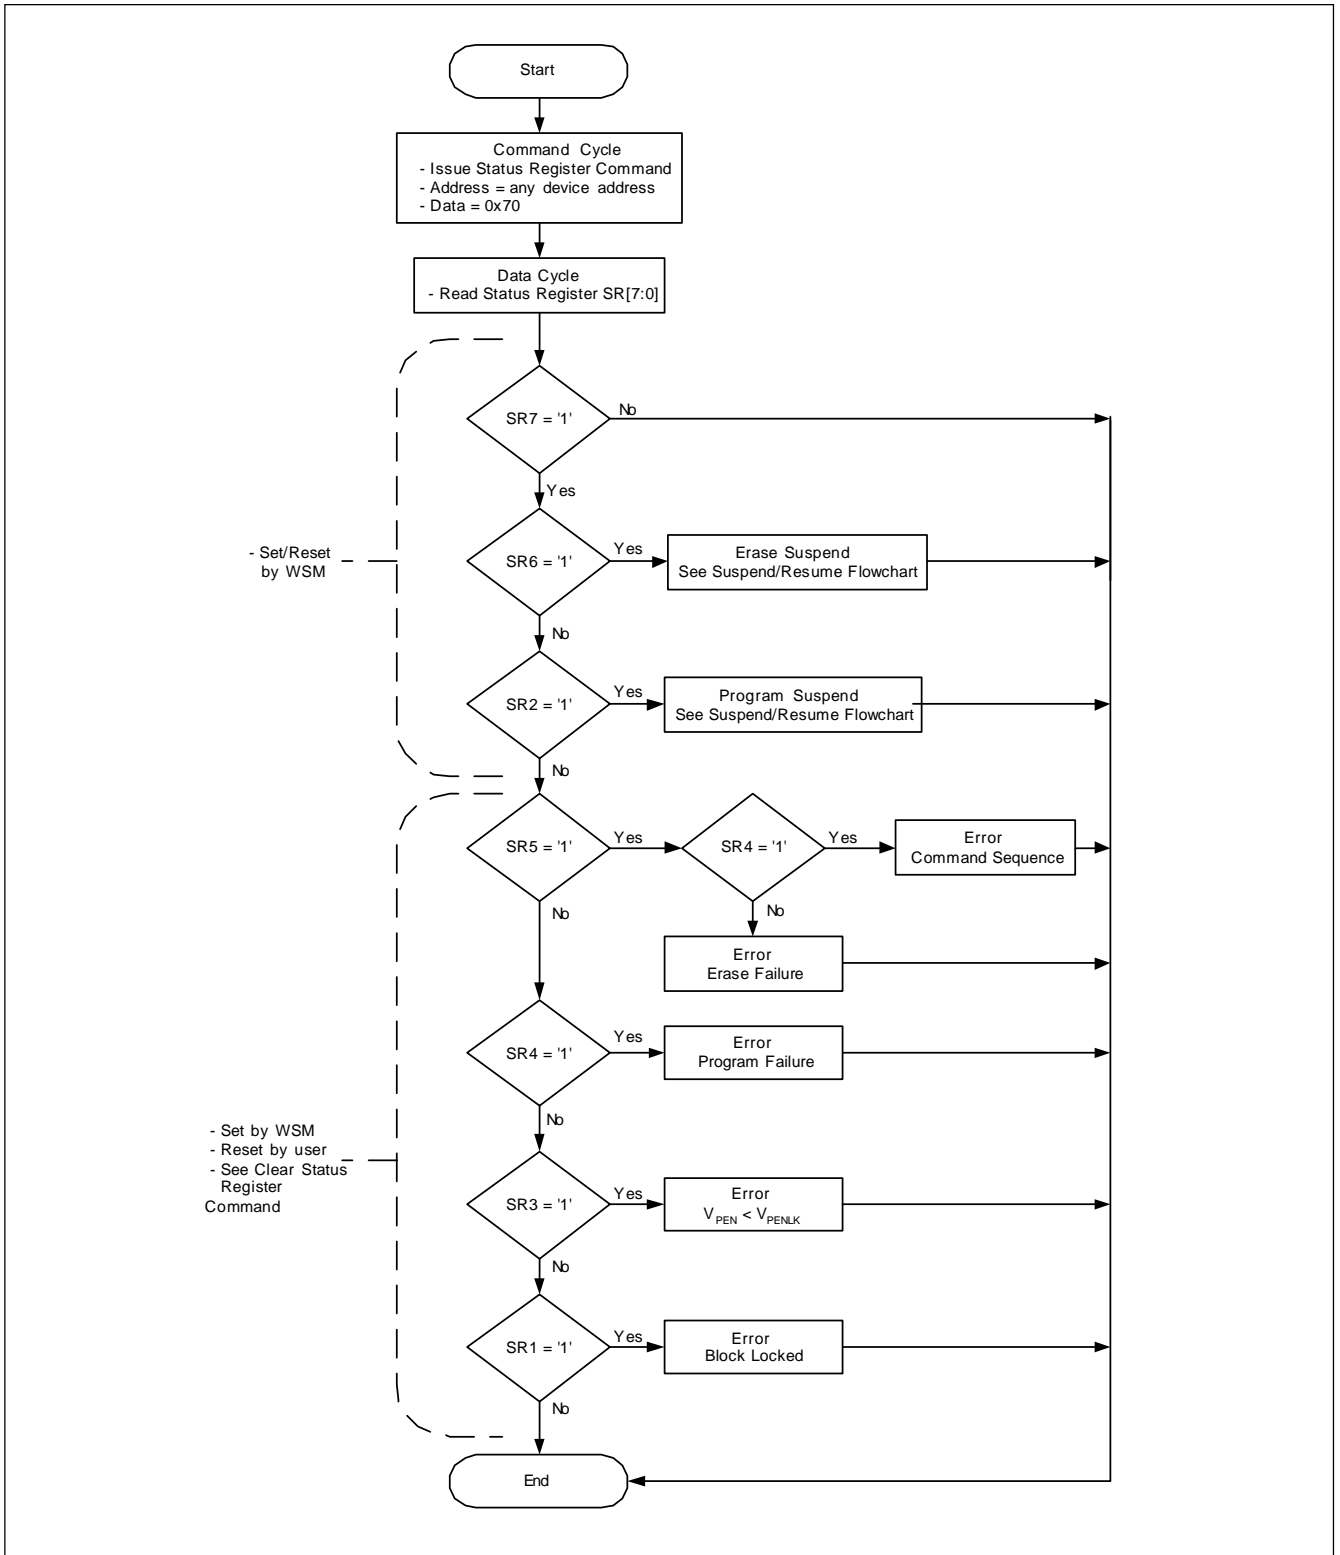 Start
Command Cycle
- Issue Status Register Command
- Address = any device address
- Data = 0x70
Data Cycle
- Read Status Register SR[7:0]
SR7 = '1'
No
Yes
- Set/Reset
by WSM
SR6 = '1'
Yes
Erase Suspend
See Suspend/Resume Flowchart
No
SR2 = '1'
Yes
Program Suspend
See Suspend/Resume Flowchart
No
SR5 = '1'
Yes
SR4 = '1'
Yes
Error
Command Sequence
No
No
Error
Erase Failure
SR4 = '1'
Yes
Error
Program Failure
No
- Set by WSM
- Reset by user
- See Clear Status
Register
Command
SR3 = '1'
Yes
Error
VPEN < VPENLK
No
SR1 = '1'
Yes
Error
Block Locked
No
End